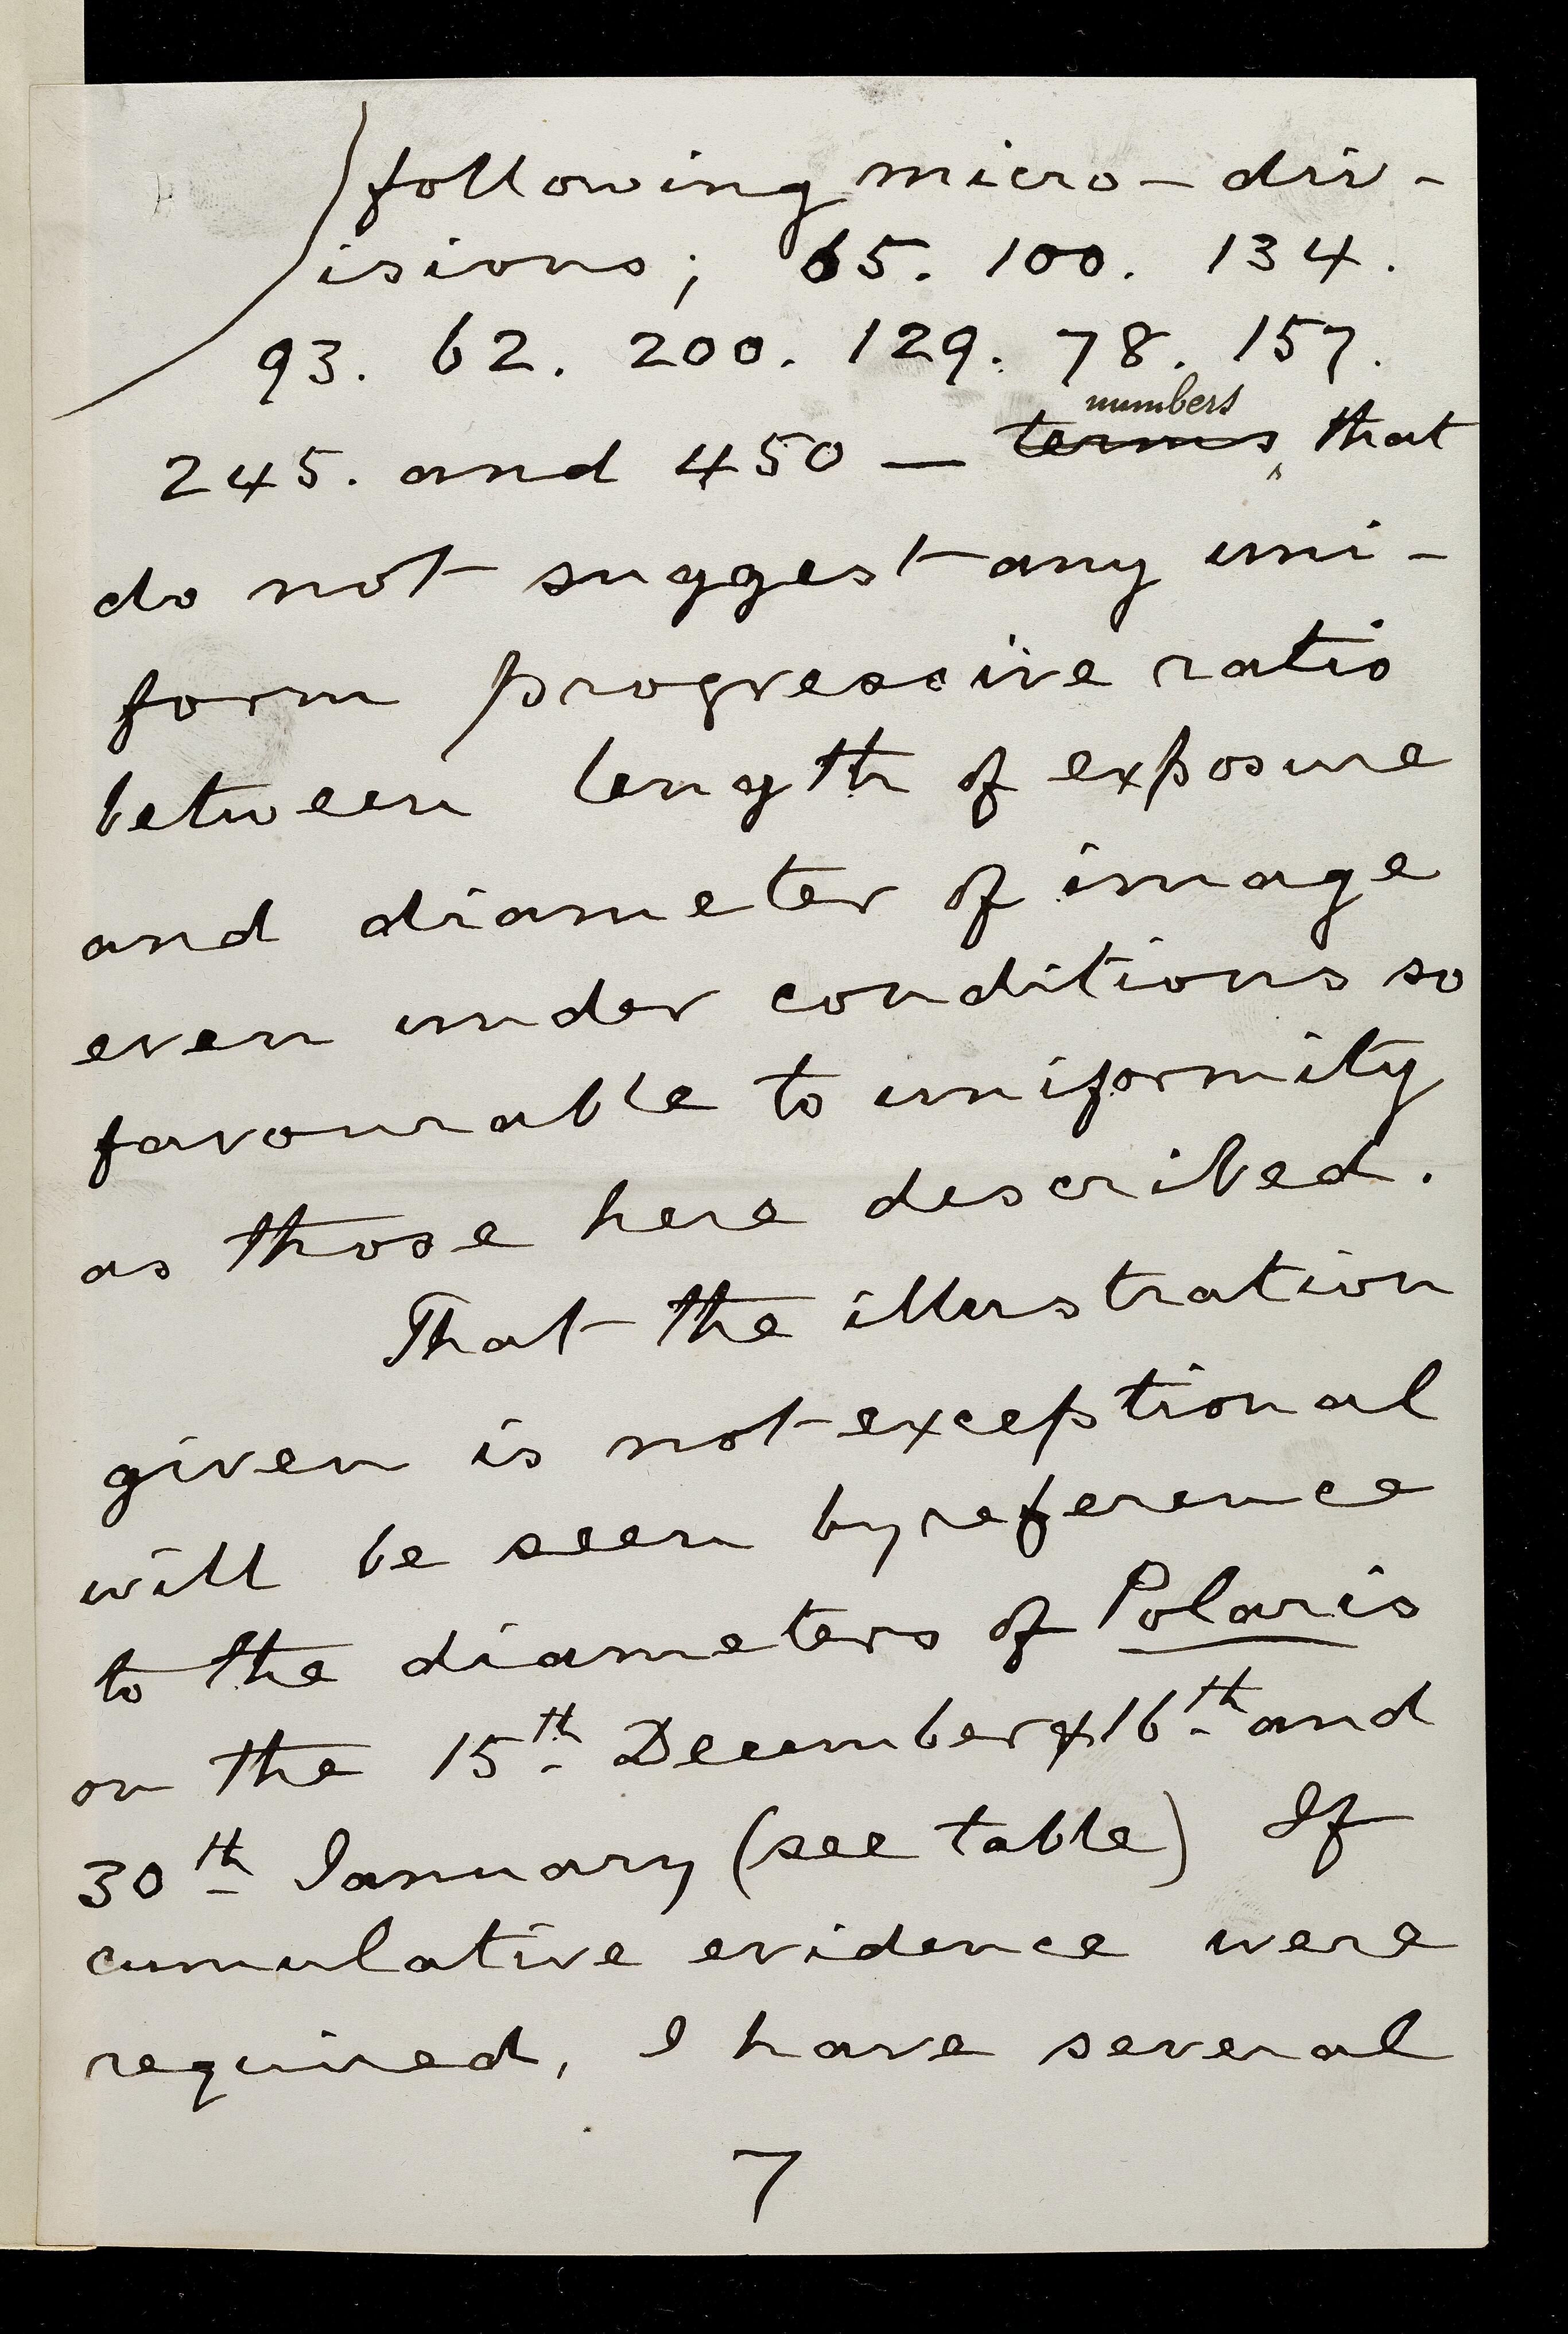 following micro-div-
isions; 65. 100. 134.
93. 62. 200. 129. 78. 157.
numbers
245. and 450 — terms that
do not suggest any uni-
form progressive ratio
between length of exposure
and diameter of image
even under conditions so
favourable to uniformity
as those here described.
That the illustration
given is not exceptional
will be seen by reference
to the diameters of Polaris
on the 15th December & 16th and
30th January (see table) If
cumulative evidence were
required, I have several
7